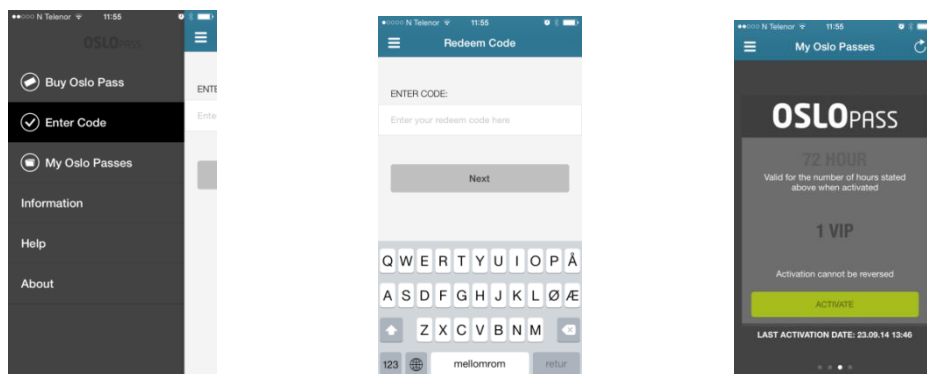 N Telenor 11:55
OSLOPASS
Buy Oslo Pass
Enter Code
My Oslo Passes
Information
Help
About
ENTE
Ente
N Telenor 11:55
Redeem Code
ENTER CODE:
Enter your redeem code here
Next
Q W E R T Y U I O P Å
A S D F G H J K L Ø Æ
Z X C V B N M
123 mellomrom retur
N Telenor 11:55
My Oslo Passes
OSLOPASS
72 HOUR
Valid for the number of hours stated
above when activated
1 VIP
Activation cannot be reversed
ACTIVATE
LAST ACTIVATION DATE: 23.09.14 13:46